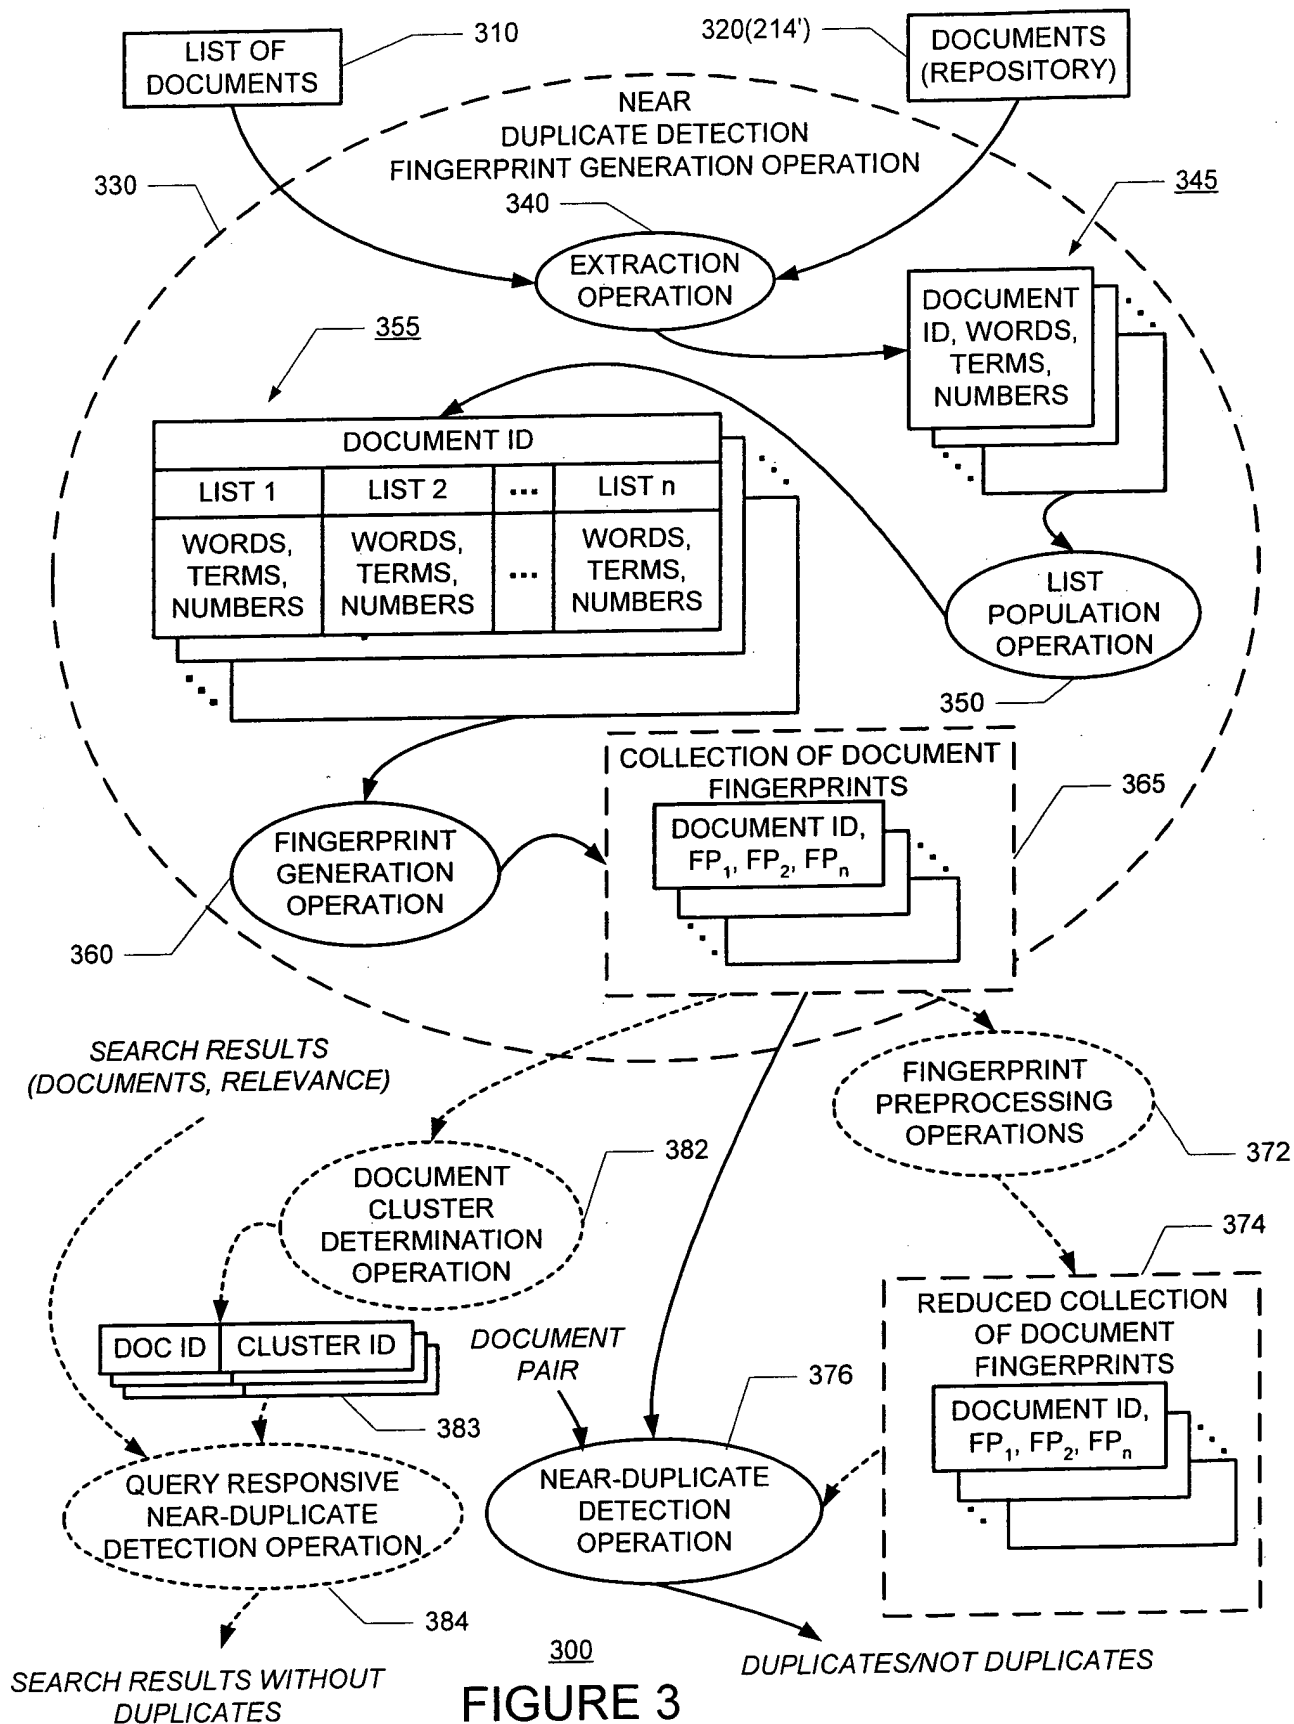 LIST OF
DOCUMENTS
310
320(214')
DOCUMENTS
(REPOSITORY)
NEAR
DUPLICATE DETECTION
FINGERPRINT GENERATION OPERATION
330
340
345
EXTRACTION
OPERATION
DOCUMENT
ID, WORDS,
TERMS,
NUMBERS
355
DOCUMENT ID
LIST 1
LIST 2
...
LIST n
WORDS,
TERMS,
NUMBERS
WORDS,
TERMS,
NUMBERS
...
WORDS,
TERMS,
NUMBERS
LIST
POPULATION
OPERATION
350
COLLECTION OF DOCUMENT
FINGERPRINTS
365
DOCUMENT ID,
FP1, FP2, FPn
FINGERPRINT
GENERATION
OPERATION
360
SEARCH RESULTS
(DOCUMENTS, RELEVANCE)
FINGERPRINT
PREPROCESSING
OPERATIONS
372
382
DOCUMENT
CLUSTER
DETERMINATION
OPERATION
374
REDUCED COLLECTION
OF DOCUMENT
FINGERPRINTS
DOCUMENT ID,
FP1, FP2, FPn
DOC ID
CLUSTER ID
383
DOCUMENT
PAIR
376
QUERY RESPONSIVE
NEAR-DUPLICATE
DETECTION OPERATION
384
NEAR-DUPLICATE
DETECTION
OPERATION
SEARCH RESULTS WITHOUT
DUPLICATES
300
DUPLICATES/NOT DUPLICATES
FIGURE 3